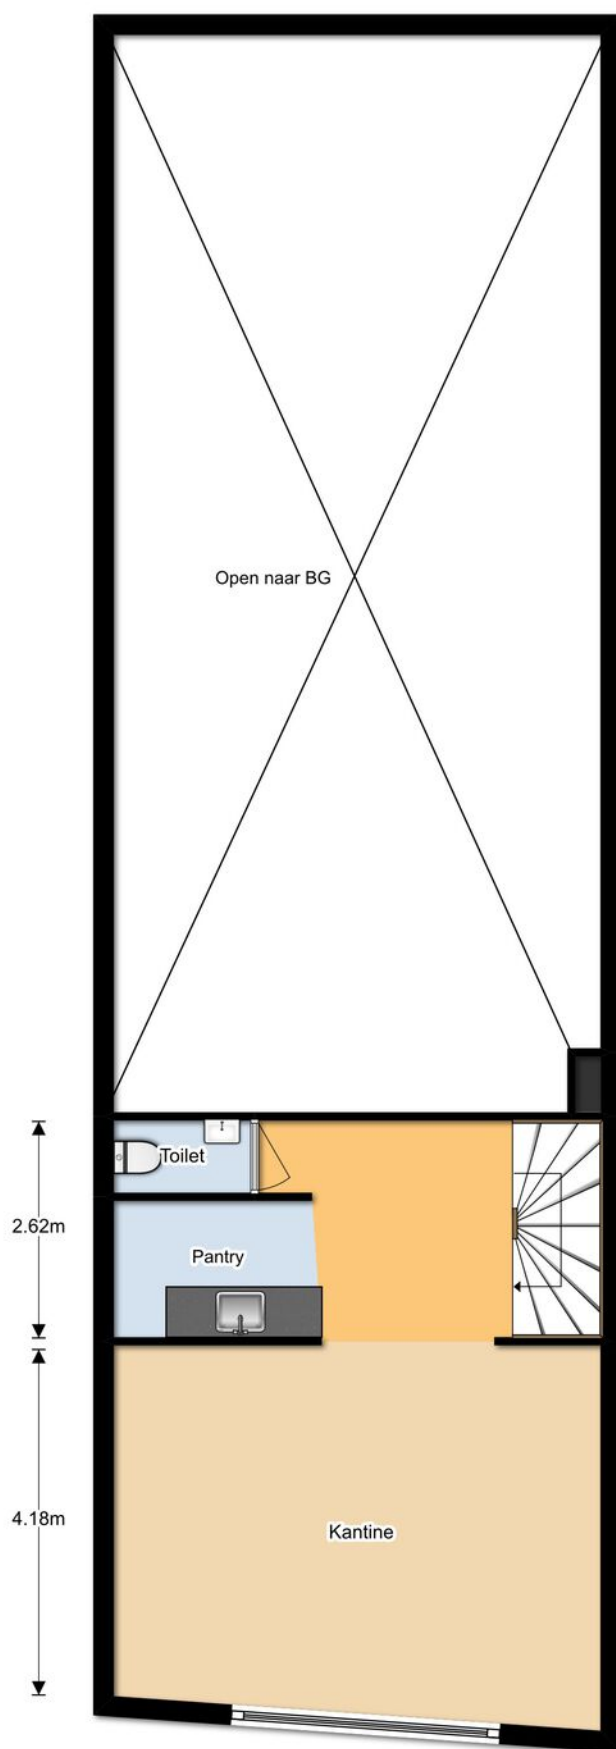 Open naar BG
Toilet
2.62m
Pantry
4.18m
Kantine